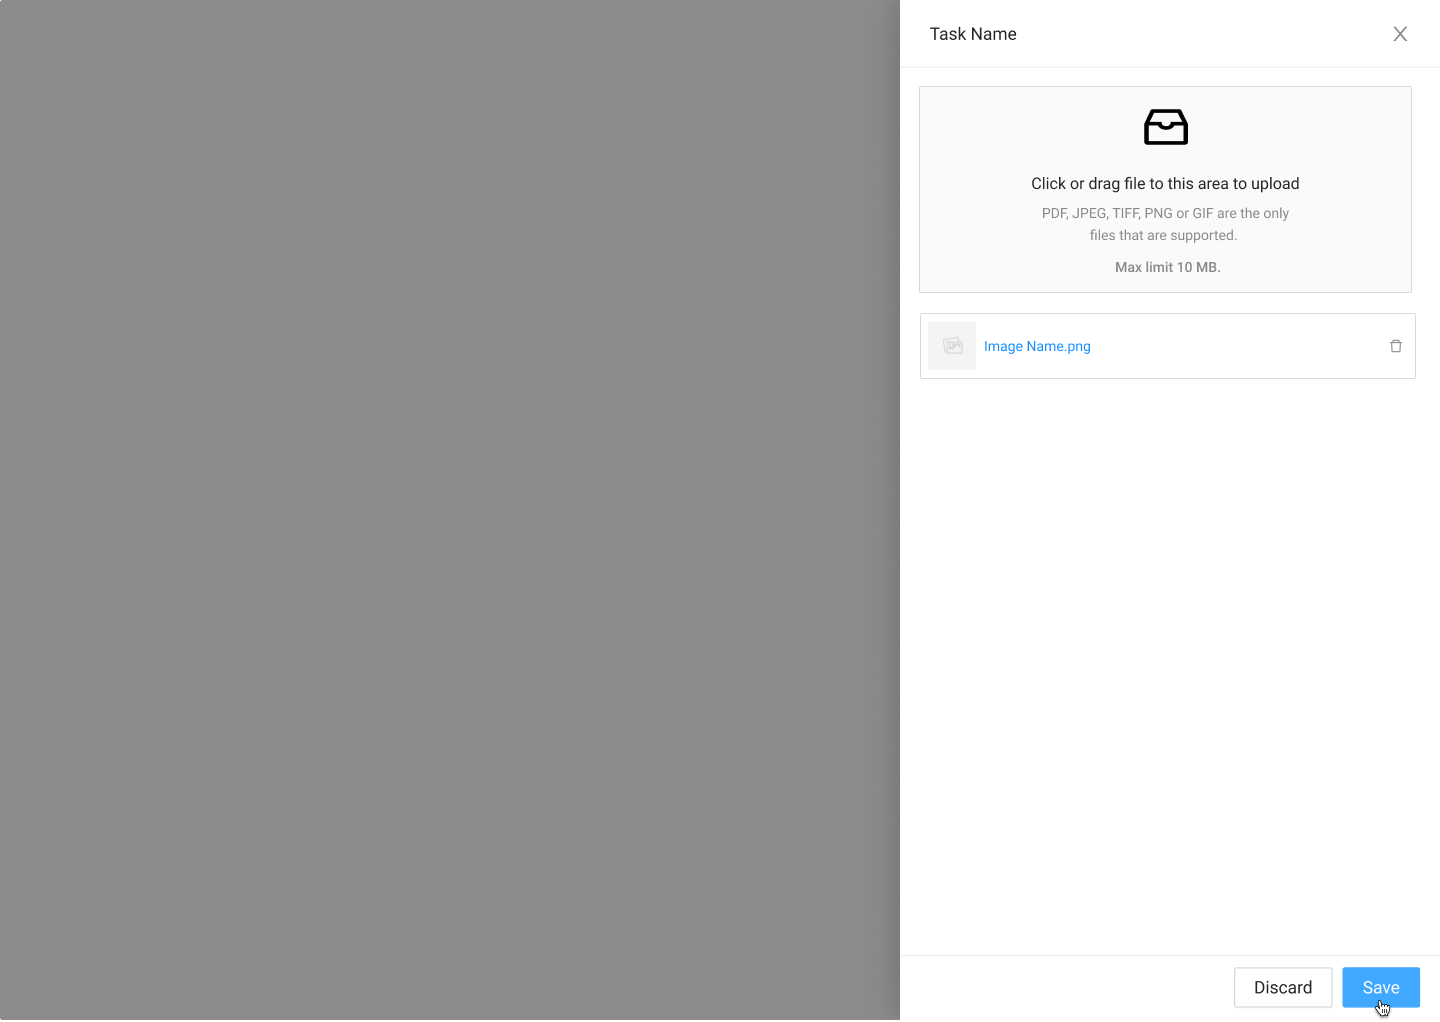 Task Name
Click or drag file to this area to upload
PDF, JPEG, TIFF, PNG or GIF are the only
files that are supported.
Max limit 10 MB.
Image Name.png
Discard
Save